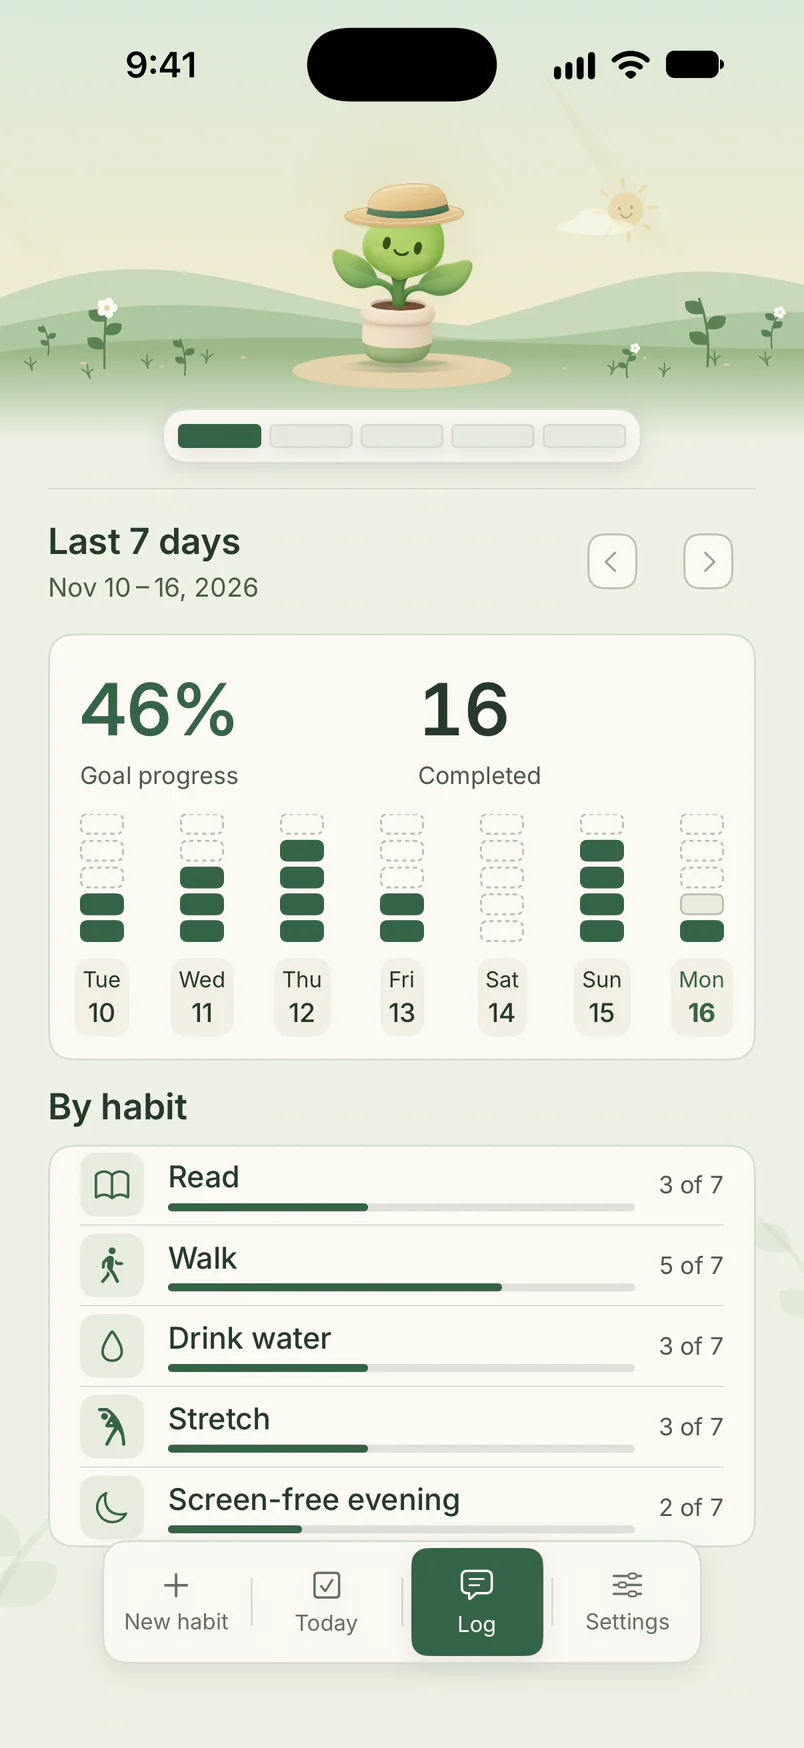 9:41
Last 7 days
Nov 10 – 16, 2026
46%
16
Goal progress
Completed
Tue
Wed
Thu
Fri
Sat
Sun
Mon
10
11
12
13
14
15
16
By habit
Read
3 of 7
Walk
5 of 7
Drink water
3 of 7
Stretch
3 of 7
Screen-free evening
2 of 7
New habit
Today
Log
Settings